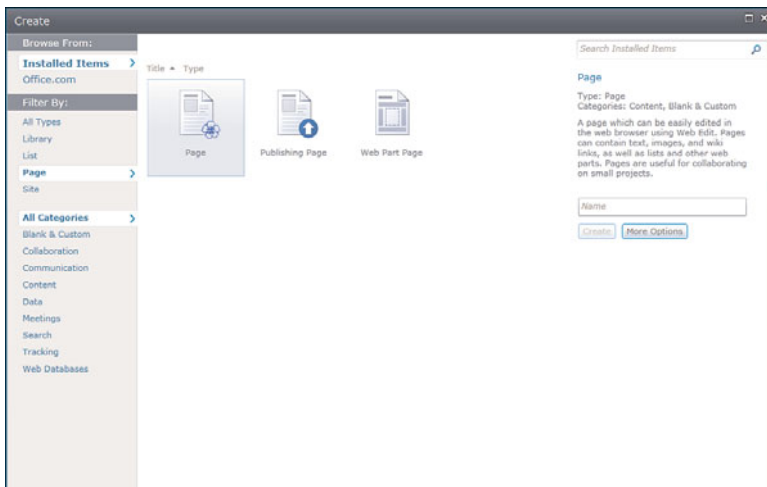 Create
Browse From:
Installed Items
Office.com
Filter By:
All Types
Library
List
Page
Site
All Categories
Blank & Custom
Collaboration
Communication
Content
Data
Meetings
Search
Tracking
Web Databases
Title Type
Page
Publishing Page
Web Part Page
Search Installed Items
Page
Type: Page
Categories: Content, Blank & Custom
A page which can be easily edited in
the web browser using Web Edit. Pages
can contain text, images, and wiki
links, as well as lists and other web
parts. Pages are useful for collaborating
on small projects.
Name
Create More Options